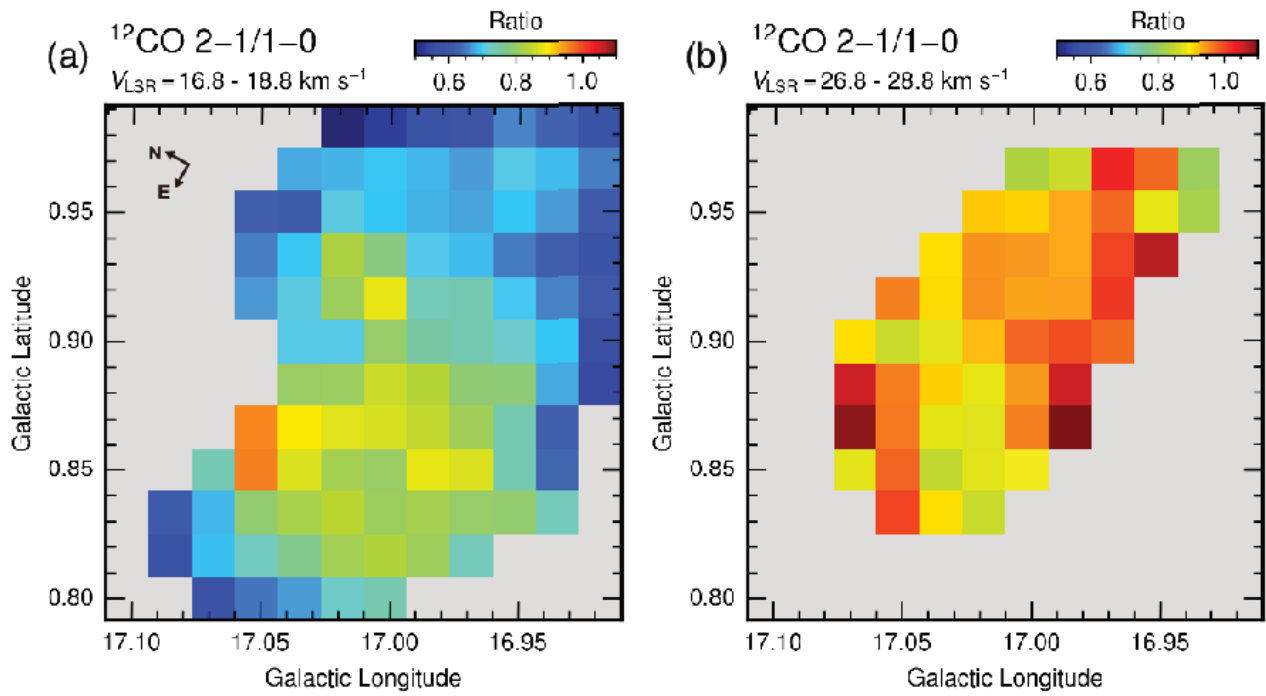 (a) ¹²CO 2–1/1–0
V_LSR = 16.8 - 18.8 km s⁻¹
Ratio
0.6 0.8 1.0
N
E
0.95
0.90
0.85
0.80
Galactic Latitude
17.10 17.05 17.00 16.95
Galactic Longitude
(b) ¹²CO 2–1/1–0
V_LSR = 26.8 - 28.8 km s⁻¹
Ratio
0.6 0.8 1.0
0.95
0.90
0.85
0.80
Galactic Latitude
17.10 17.05 17.00 16.95
Galactic Longitude